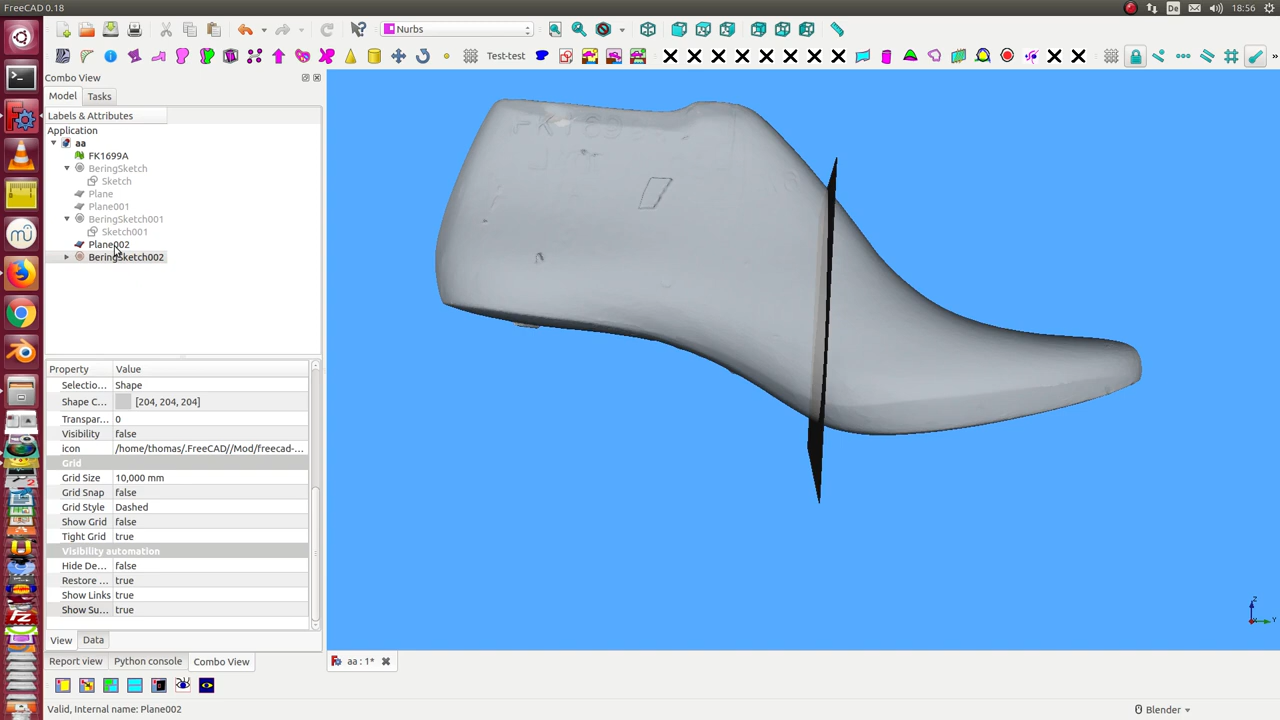 FreeCAD 0.18
De
18:56
Nurbs
Test-test
»
Combo View
Model
Tasks
Labels & Attributes
Application
aa
FK1699A
BeringSketch
Sketch
Plane
Plane001
BeringSketch001
Sketch001
Plane002
BeringSketch002
Property Value
Selectio... Shape
Shape C... [204, 204, 204]
Transpar... 0
Visibility false
icon /home/thomas/.FreeCAD//Mod/freecad-...
Grid
Grid Size 10,000 mm
Grid Snap false
Grid Style Dashed
Show Grid false
Tight Grid true
Visibility automation
Hide De... false
Restore ... true
Show Links true
Show Su... true
View Data
Report view Python console Combo View
aa : 1*
Z
Y
Valid, Internal name: Plane002
Blender